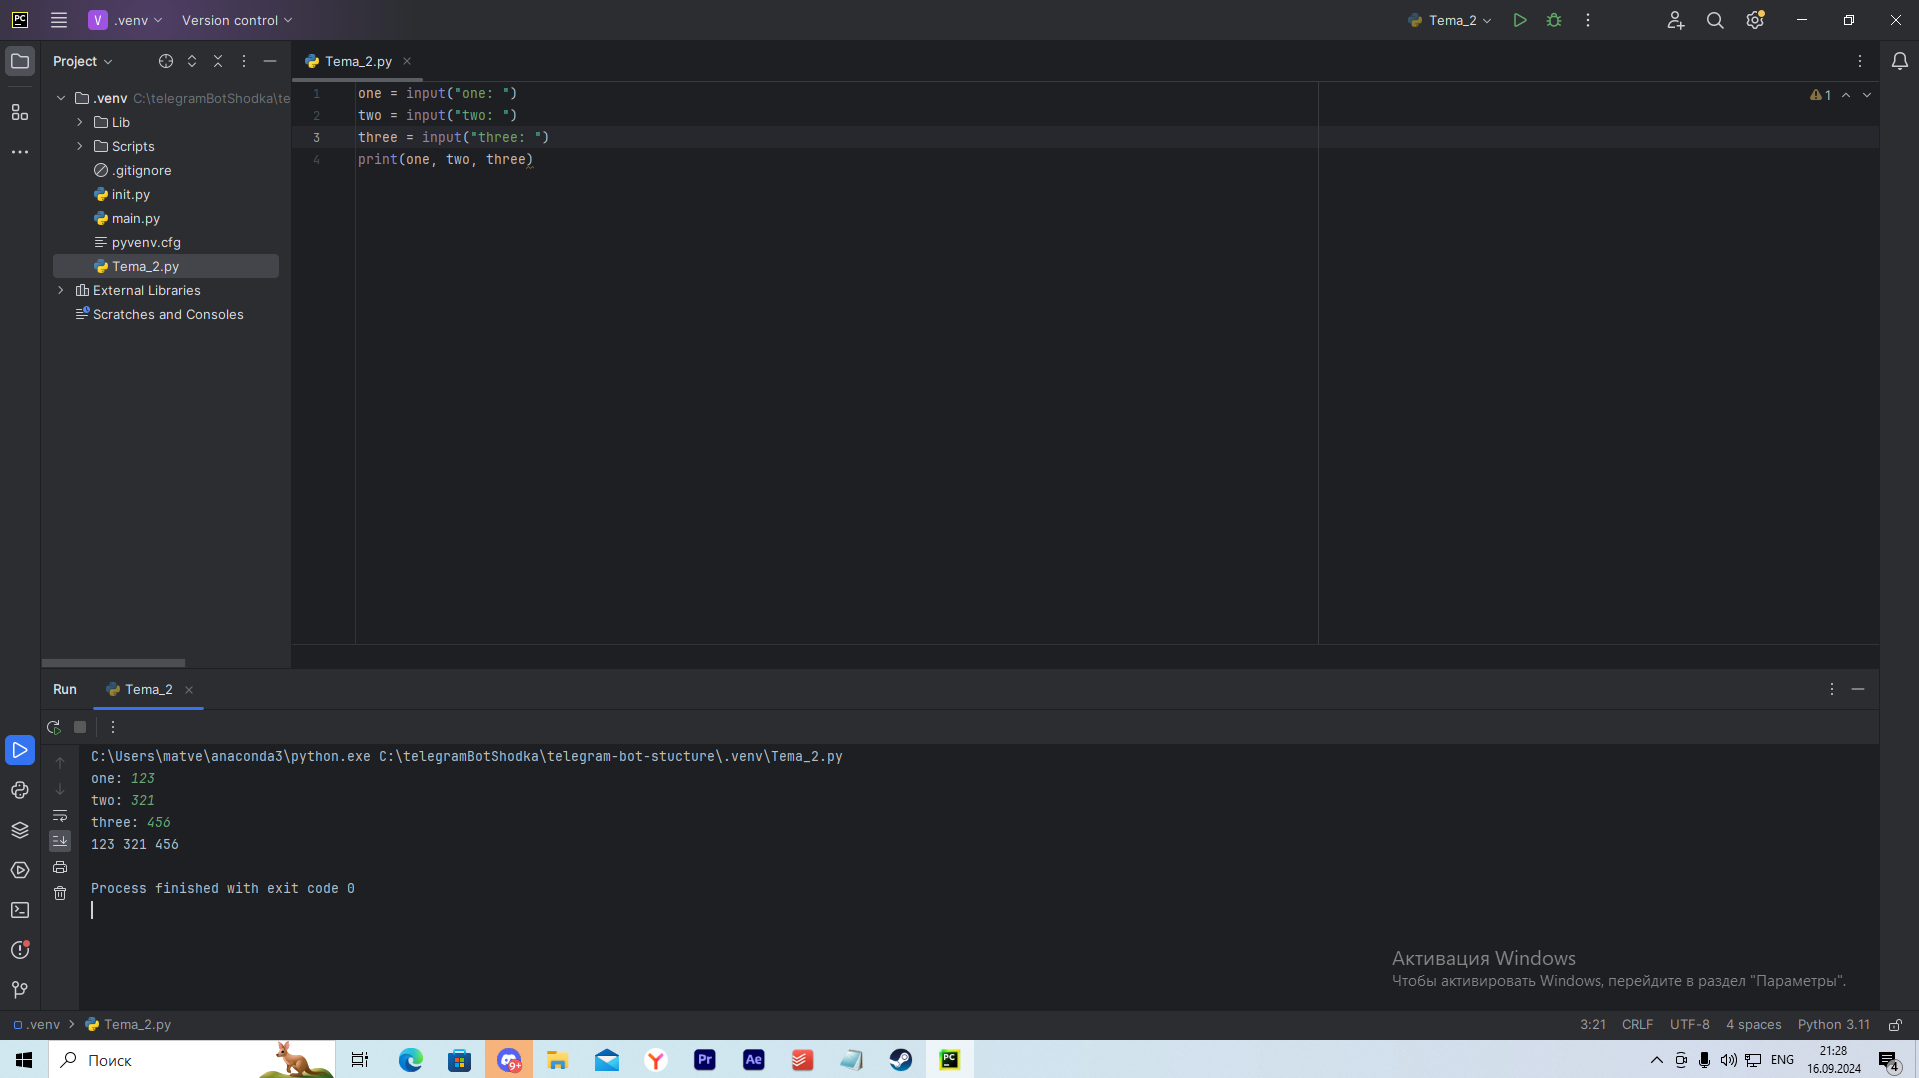 PC
V .venv Version control Tema_2
Project
Tema_2.py
.venv C:\telegramBotShodka\te
Lib
Scripts
.gitignore
init.py
main.py
pyvenv.cfg
Tema_2.py
External Libraries
Scratches and Consoles
1 one = input("one: ")
2 two = input("two: ")
3 three = input("three: ")
4 print(one, two, three)
1
Run Tema_2
C:\Users\matve\anaconda3\python.exe C:\telegramBotShodka\telegram-bot-stucture\.venv\Tema_2.py
one: 123
two: 321
three: 456
123 321 456
Process finished with exit code 0
Активация Windows
Чтобы активировать Windows, перейдите в раздел "Параметры".
.venv Tema_2.py
3:21 CRLF UTF-8 4 spaces Python 3.11
Поиск
9+
Y
Pr
Ae
PC
ENG
21:28
16.09.2024
4